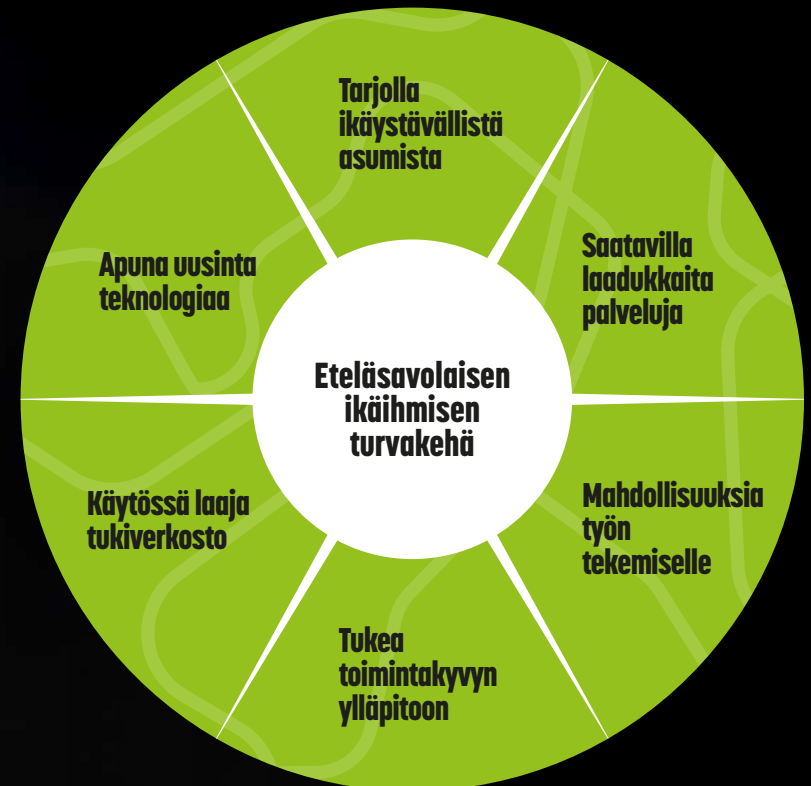 Tarjolla
ikäystävällistä
asumista
Saatavilla
laadukkaita
palveluja
Mahdollisuuksia
työn
tekemiselle
Tukea
toimintakyvyn
ylläpitoon
Käytössä laaja
tukiverkosto
Apuna uusinta
teknologiaa
Eteläsavolaisen
ikäihmisen
turvakehä